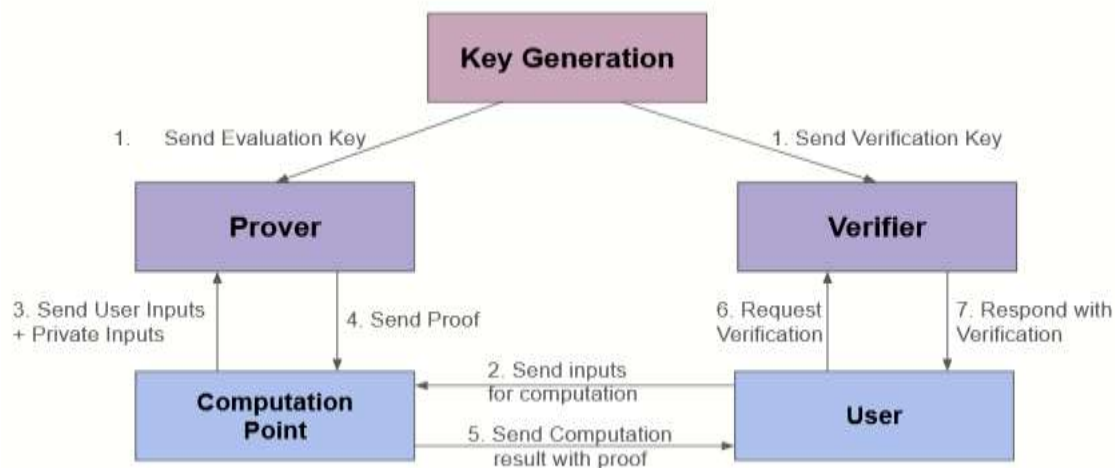 Key Generation
1. Send Evaluation Key
1. Send Verification Key
Prover
Verifier
3. Send User Inputs
+ Private Inputs
4. Send Proof
6. Request
Verification
7. Respond with
Verification
2. Send inputs
for computation
Computation
Point
User
5. Send Computation
result with proof